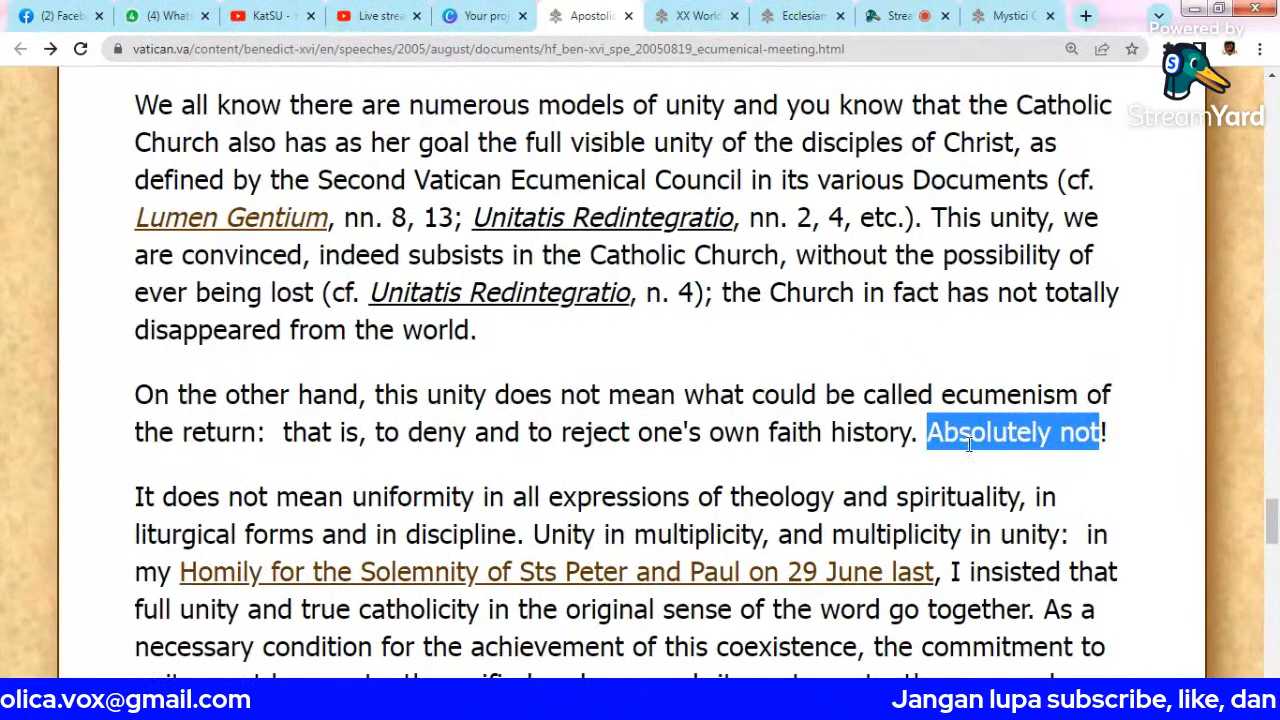 (2) Faceb
(4) Whats
KatSU - Y
Live strea
Your proj
Apostolic
XX World
Ecclesiam
Strea
Mystici C
vatican.va/content/benedict-xvi/en/speeches/2005/august/documents/hf_ben-xvi_spe_20050819_ecumenical-meeting.html
Powered by
StreamYard
We all know there are numerous models of unity and you know that the Catholic
Church also has as her goal the full visible unity of the disciples of Christ, as
defined by the Second Vatican Ecumenical Council in its various Documents (cf.
Lumen Gentium, nn. 8, 13; Unitatis Redintegratio, nn. 2, 4, etc.). This unity, we
are convinced, indeed subsists in the Catholic Church, without the possibility of
ever being lost (cf. Unitatis Redintegratio, n. 4); the Church in fact has not totally
disappeared from the world.
On the other hand, this unity does not mean what could be called ecumenism of
the return:  that is, to deny and to reject one's own faith history. Absolutely not!
It does not mean uniformity in all expressions of theology and spirituality, in
liturgical forms and in discipline. Unity in multiplicity, and multiplicity in unity:  in
my Homily for the Solemnity of Sts Peter and Paul on 29 June last, I insisted that
full unity and true catholicity in the original sense of the word go together. As a
necessary condition for the achievement of this coexistence, the commitment to
olica.vox@gmail.com
Jangan lupa subscribe, like, dan